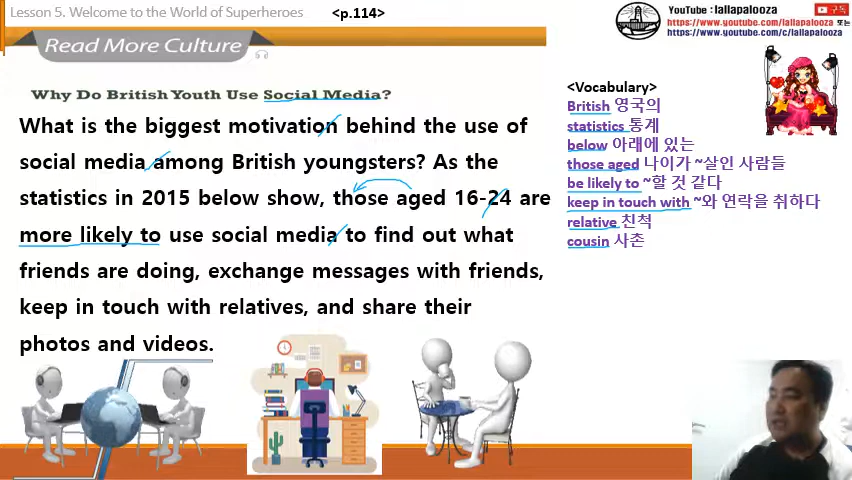 Lesson 5. Welcome to the World of Superheroes
<p.114>
YouTube : lallapalooza
구독
https://www.youtube.com/lallapalooza 또는
https://www.youtube.com/c/lallapalooza
Read More Culture
Why Do British Youth Use Social Media?
What is the biggest motivation behind the use of
social media among British youngsters? As the
statistics in 2015 below show, those aged 16-24 are
more likely to use social media to find out what
friends are doing, exchange messages with friends,
keep in touch with relatives, and share their
photos and videos.
<Vocabulary>
British 영국의
statistics 통계
below 아래에 있는
those aged 나이가 ~살인 사람들
be likely to ~할 것 같다
keep in touch with ~와 연락을 취하다
relative 친척
cousin 사촌